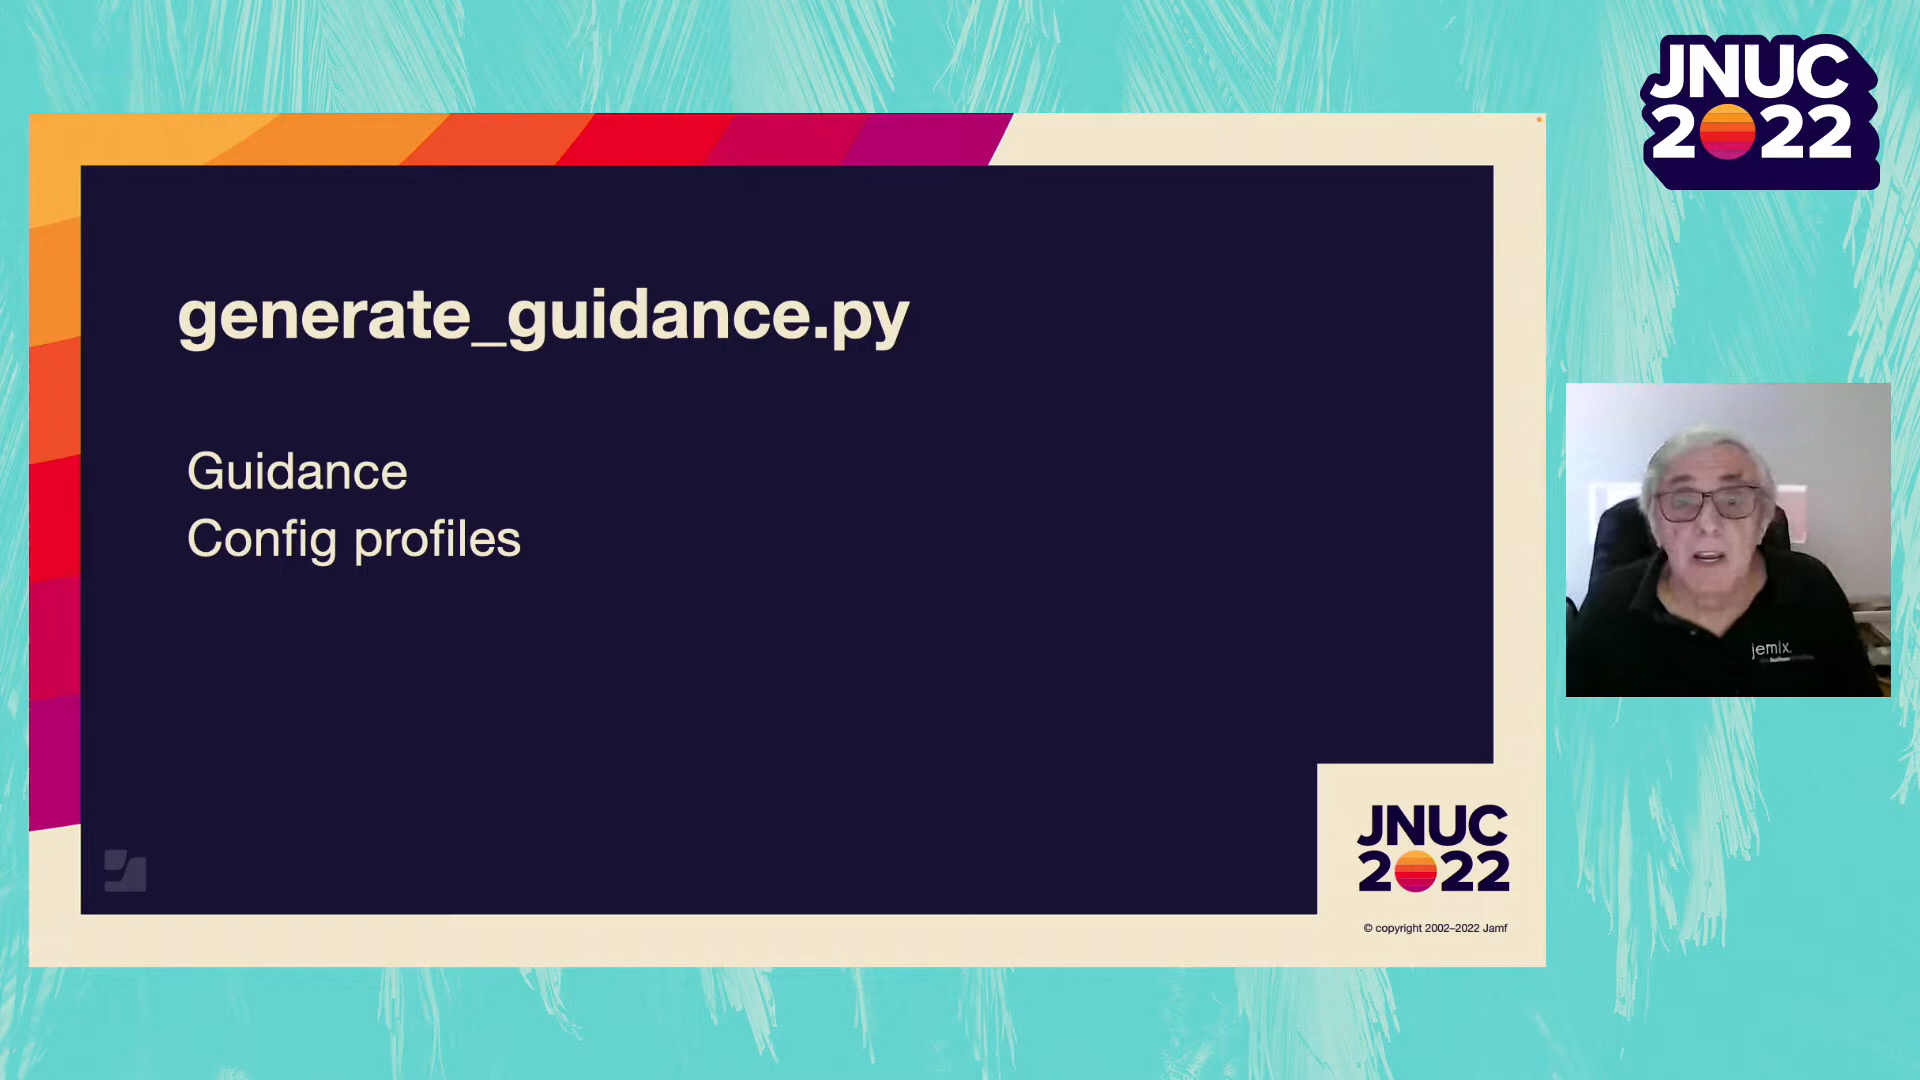 JNUC
2022
generate_guidance.py
Guidance
Config profiles
jemix.
JNUC
2022
© copyright 2002–2022 Jamf